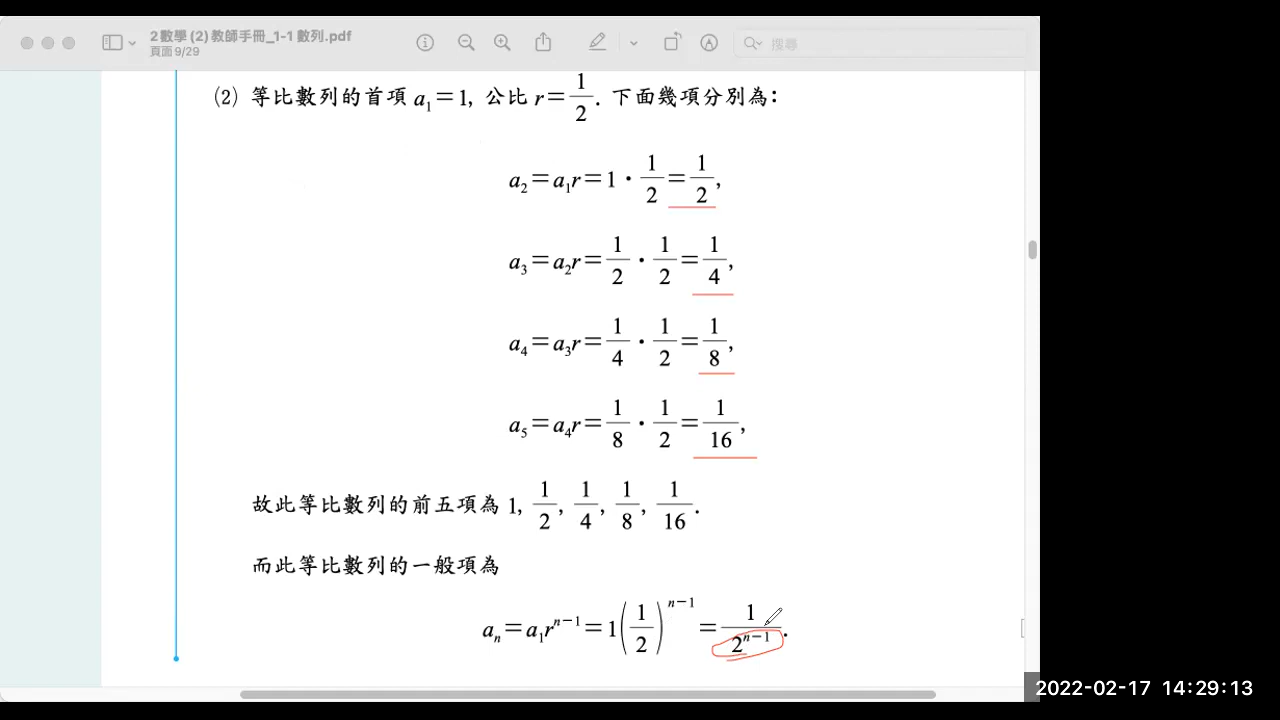 2數學 (2)教師手冊_1-1 數列.pdf
頁面 9/29
搜尋
(2) 等比數列的首項 a₁=1, 公比 r=1/2. 下面幾項分別為：
a₂=a₁r=1・1/2=1/2,
a₃=a₂r=1/2・1/2=1/4,
a₄=a₃r=1/4・1/2=1/8,
a₅=a₄r=1/8・1/2=1/16,
故此等比數列的前五項為 1, 1/2, 1/4, 1/8, 1/16.
而此等比數列的一般項為
aₙ=a₁rⁿ⁻¹=1(1/2)ⁿ⁻¹=1/2ⁿ⁻¹.
2022-02-17 14:29:13